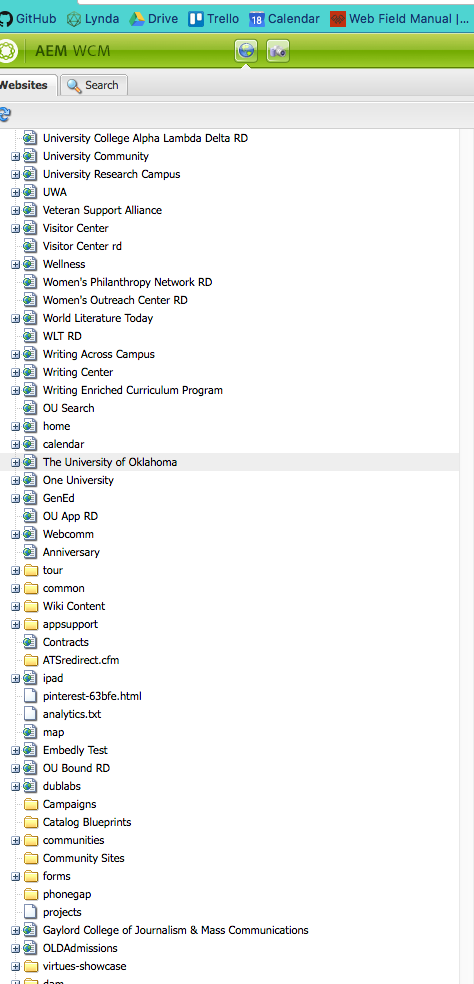 GitHub Lynda Drive Trello 18 Calendar Web Field Manual |...
AEM WCM
Websites Search
University College Alpha Lambda Delta RD
University Community
University Research Campus
UWA
Veteran Support Alliance
Visitor Center
Visitor Center rd
Wellness
Women's Philanthropy Network RD
Women's Outreach Center RD
World Literature Today
WLT RD
Writing Across Campus
Writing Center
Writing Enriched Curriculum Program
OU Search
home
calendar
The University of Oklahoma
One University
GenEd
OU App RD
Webcomm
Anniversary
tour
common
Wiki Content
appsupport
Contracts
ATSredirect.cfm
ipad
pinterest-63bfe.html
analytics.txt
map
Embedly Test
OU Bound RD
dublabs
Campaigns
Catalog Blueprints
communities
Community Sites
forms
phonegap
projects
Gaylord College of Journalism & Mass Communications
OLDAdmissions
virtues-showcase
dam